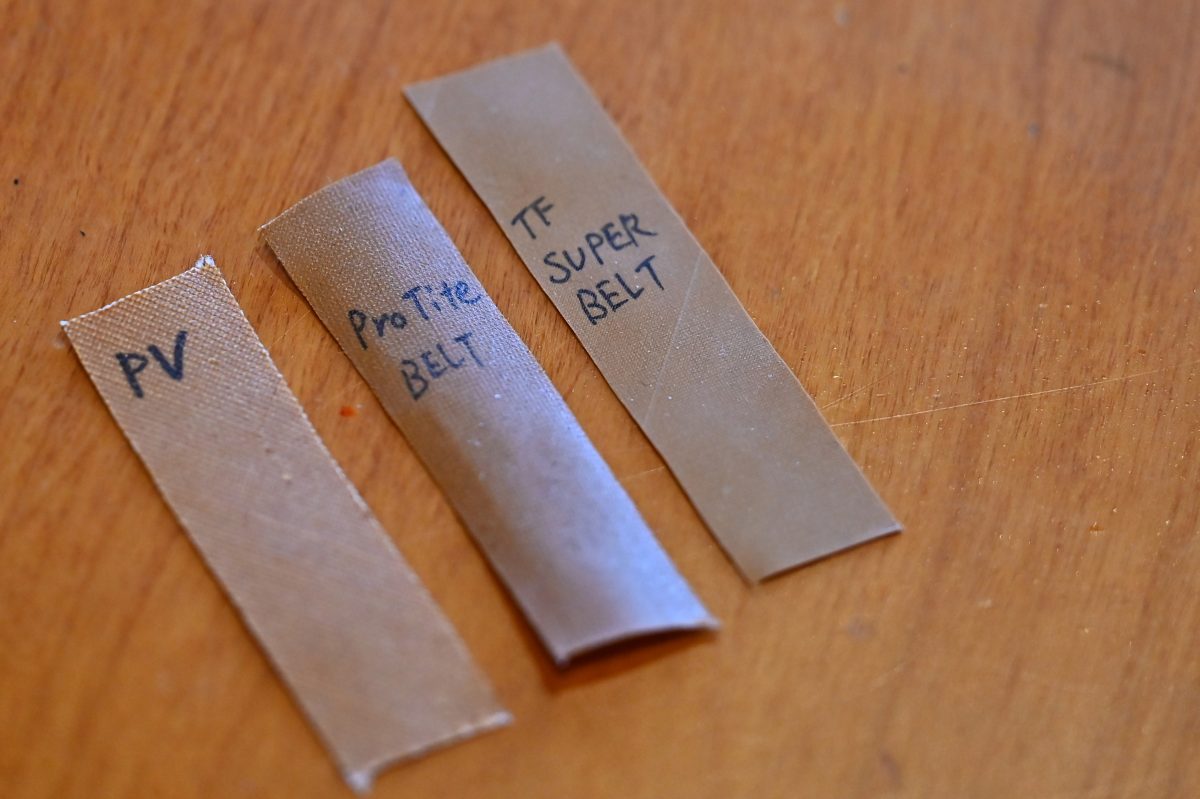 PV
ProTite
BELT
TF
SUPER
BELT